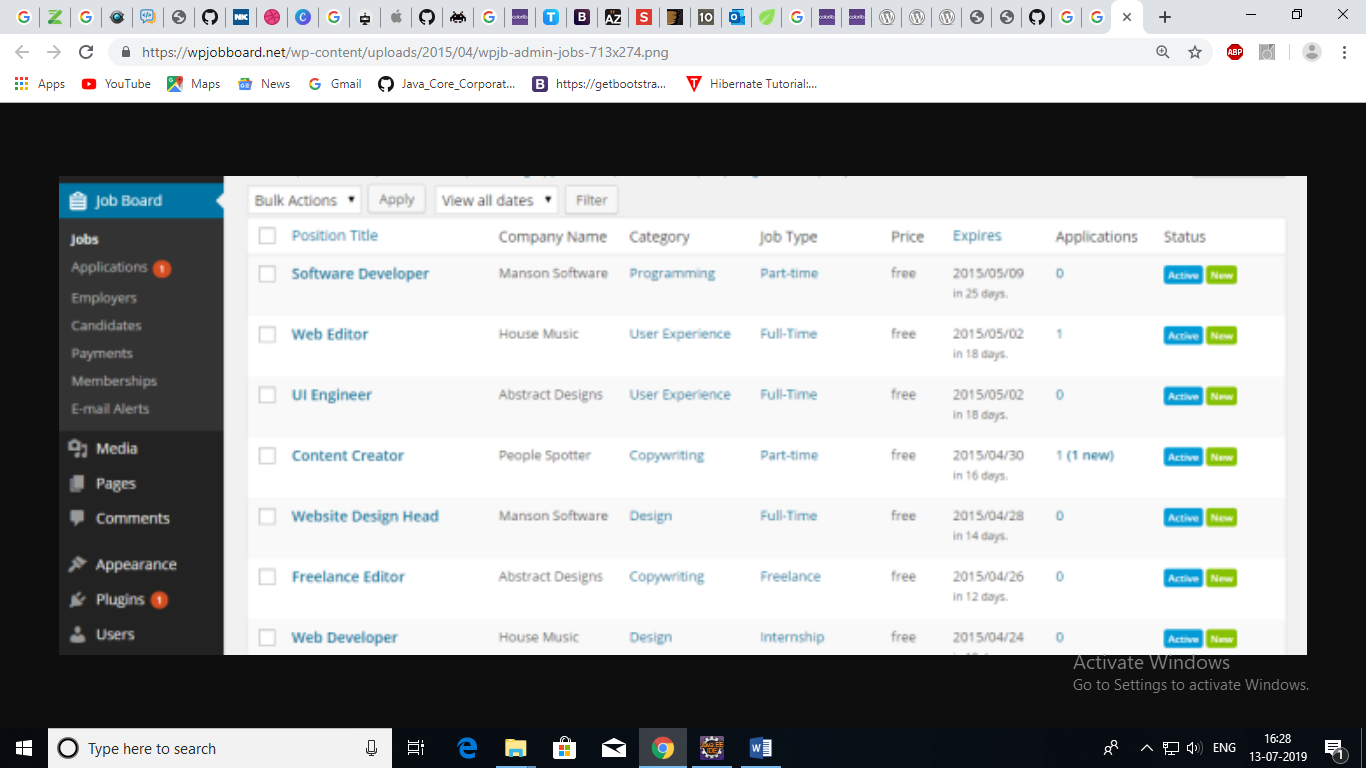 https://wpjobboard.net/wp-content/uploads/2015/04/wpjb-admin-jobs-713x274.png
ABP
Apps YouTube Maps News Gmail Java_Core_Corporat... https://getbootstra... Hibernate Tutorial:...
Job Board
Jobs
Applications 1
Employers
Candidates
Payments
Memberships
E-mail Alerts
Media
Pages
Comments
Appearance
Plugins 1
Users
Bulk Actions Apply View all dates Filter
Position Title Company Name Category Job Type Price Expires Applications Status
Software Developer Manson Software Programming Part-time free 2015/05/09 0 Active New
in 25 days.
Web Editor House Music User Experience Full-Time free 2015/05/02 1 Active New
in 18 days.
UI Engineer Abstract Designs User Experience Full-Time free 2015/05/02 0 Active New
in 18 days.
Content Creator People Spotter Copywriting Part-time free 2015/04/30 1 (1 new) Active New
in 16 days.
Website Design Head Manson Software Design Full-Time free 2015/04/28 0 Active New
in 14 days.
Freelance Editor Abstract Designs Copywriting Freelance free 2015/04/26 0 Active New
in 12 days.
Web Developer House Music Design Internship free 2015/04/24 0 Active New
Activate Windows
Go to Settings to activate Windows.
Type here to search
ENG
16:28
13-07-2019
1